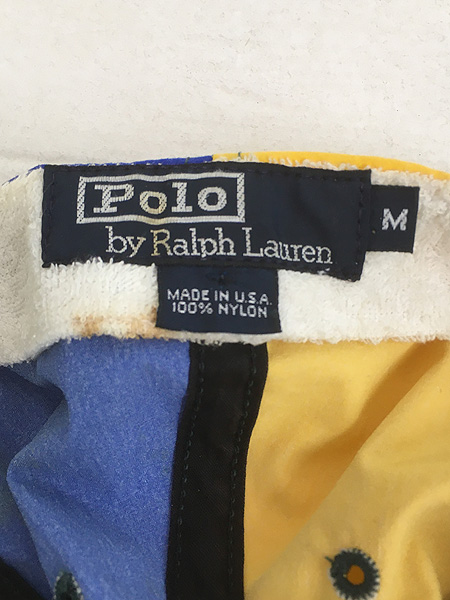 Polo
by Ralph Lauren
M
MADE IN U.S.A.
100% NYLON